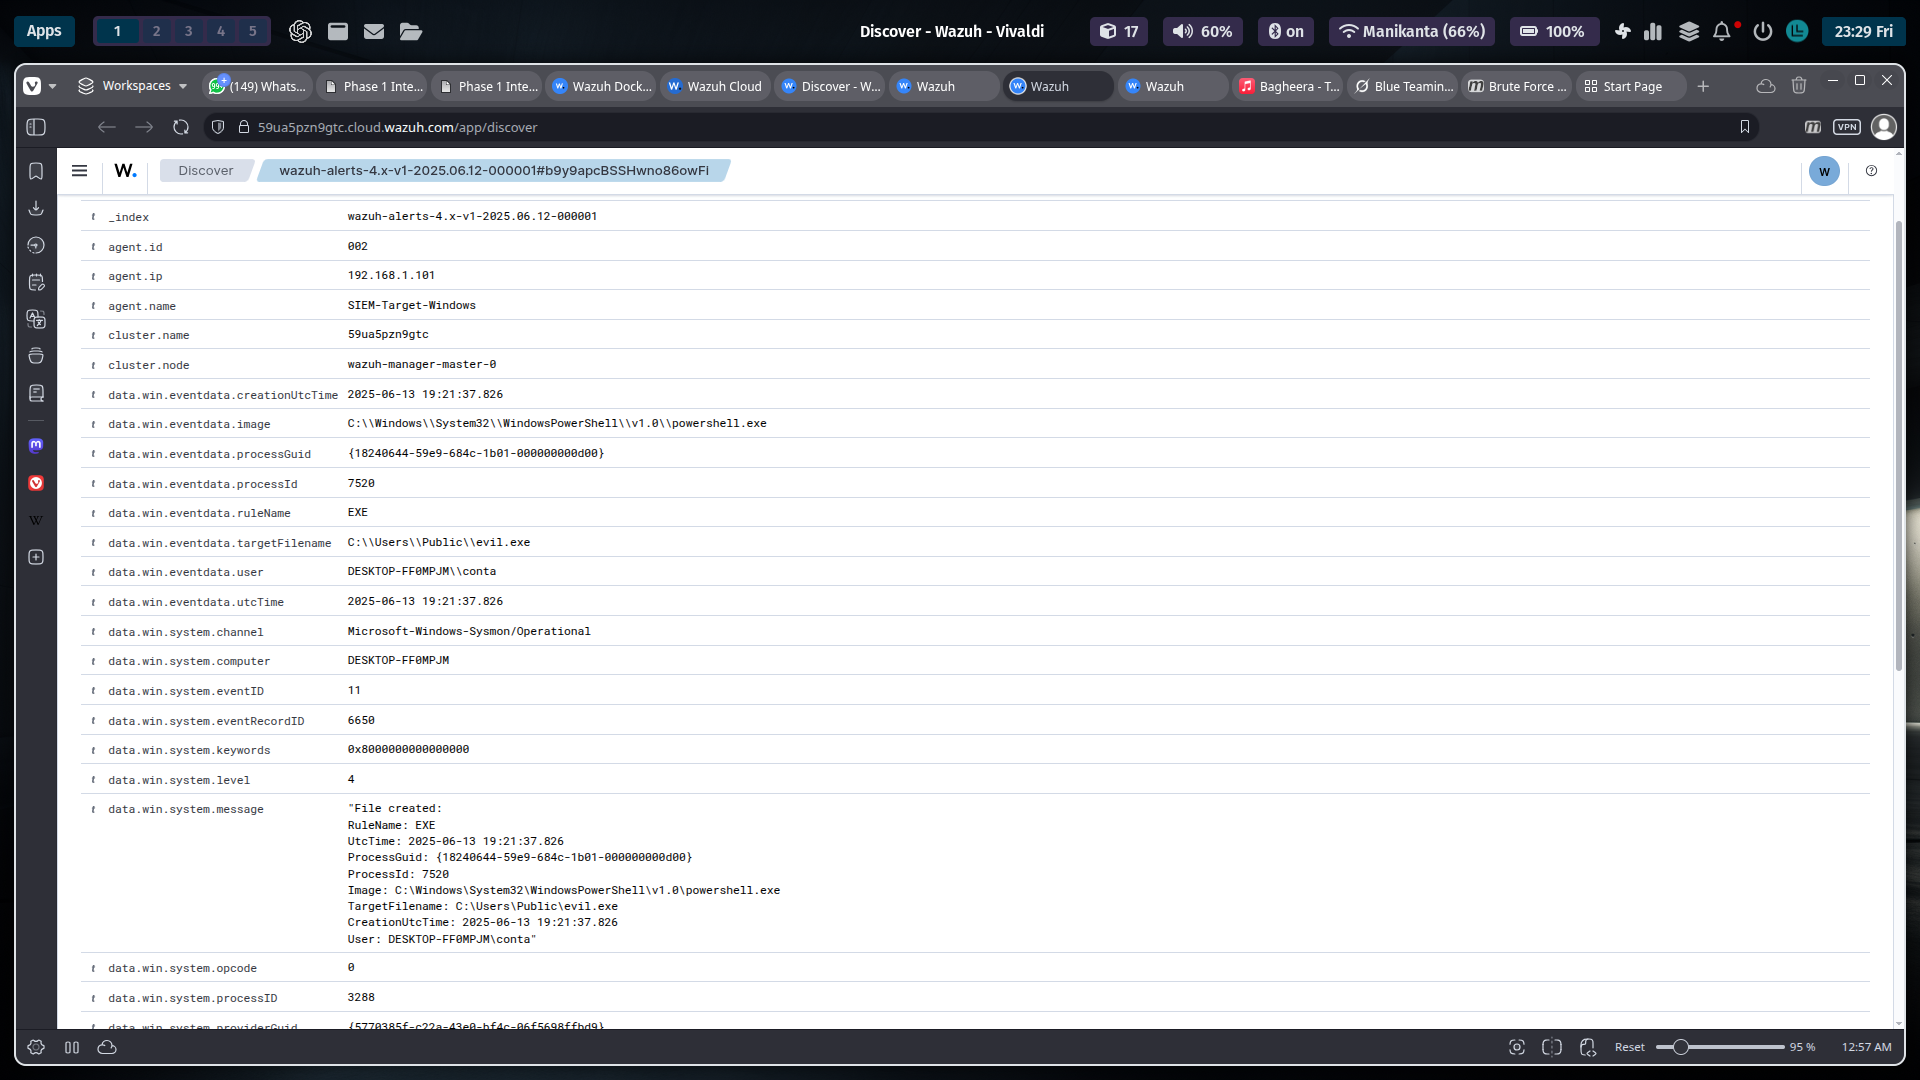 Apps 1 2 3 4 5 Discover - Wazuh - Vivaldi 17 60% on Manikanta (66%) 100% 23:29 Fri
Workspaces (149) Whats... Phase 1 Inte... Phase 1 Inte... Wazuh Dock... Wazuh Cloud Discover - W... Wazuh Wazuh Wazuh Bagheera - T... Blue Teamin... Brute Force ... Start Page
59ua5pzn9gtc.cloud.wazuh.com/app/discover VPN
W. Discover wazuh-alerts-4.x-v1-2025.06.12-000001#b9y9apcBSSHwno86owFl W
t _index wazuh-alerts-4.x-v1-2025.06.12-000001
t agent.id 002
t agent.ip 192.168.1.101
t agent.name SIEM-Target-Windows
t cluster.name 59ua5pzn9gtc
t cluster.node wazuh-manager-master-0
t data.win.eventdata.creationUtcTime 2025-06-13 19:21:37.826
t data.win.eventdata.image C:\\Windows\\System32\\WindowsPowerShell\\v1.0\\powershell.exe
t data.win.eventdata.processGuid {18240644-59e9-684c-1b01-000000000d00}
t data.win.eventdata.processId 7520
t data.win.eventdata.ruleName EXE
t data.win.eventdata.targetFilename C:\\Users\\Public\\evil.exe
t data.win.eventdata.user DESKTOP-FF0MPJM\\conta
t data.win.eventdata.utcTime 2025-06-13 19:21:37.826
t data.win.system.channel Microsoft-Windows-Sysmon/Operational
t data.win.system.computer DESKTOP-FF0MPJM
t data.win.system.eventID 11
t data.win.system.eventRecordID 6650
t data.win.system.keywords 0x8000000000000000
t data.win.system.level 4
t data.win.system.message "File created:
RuleName: EXE
UtcTime: 2025-06-13 19:21:37.826
ProcessGuid: {18240644-59e9-684c-1b01-000000000d00}
ProcessId: 7520
Image: C:\Windows\System32\WindowsPowerShell\v1.0\powershell.exe
TargetFilename: C:\Users\Public\evil.exe
CreationUtcTime: 2025-06-13 19:21:37.826
User: DESKTOP-FF0MPJM\conta"
t data.win.system.opcode 0
t data.win.system.processID 3288
t data.win.system.providerGuid {5770385f-c22a-43e0-bf4c-06f5698ffbd9}
Reset 95 % 12:57 AM